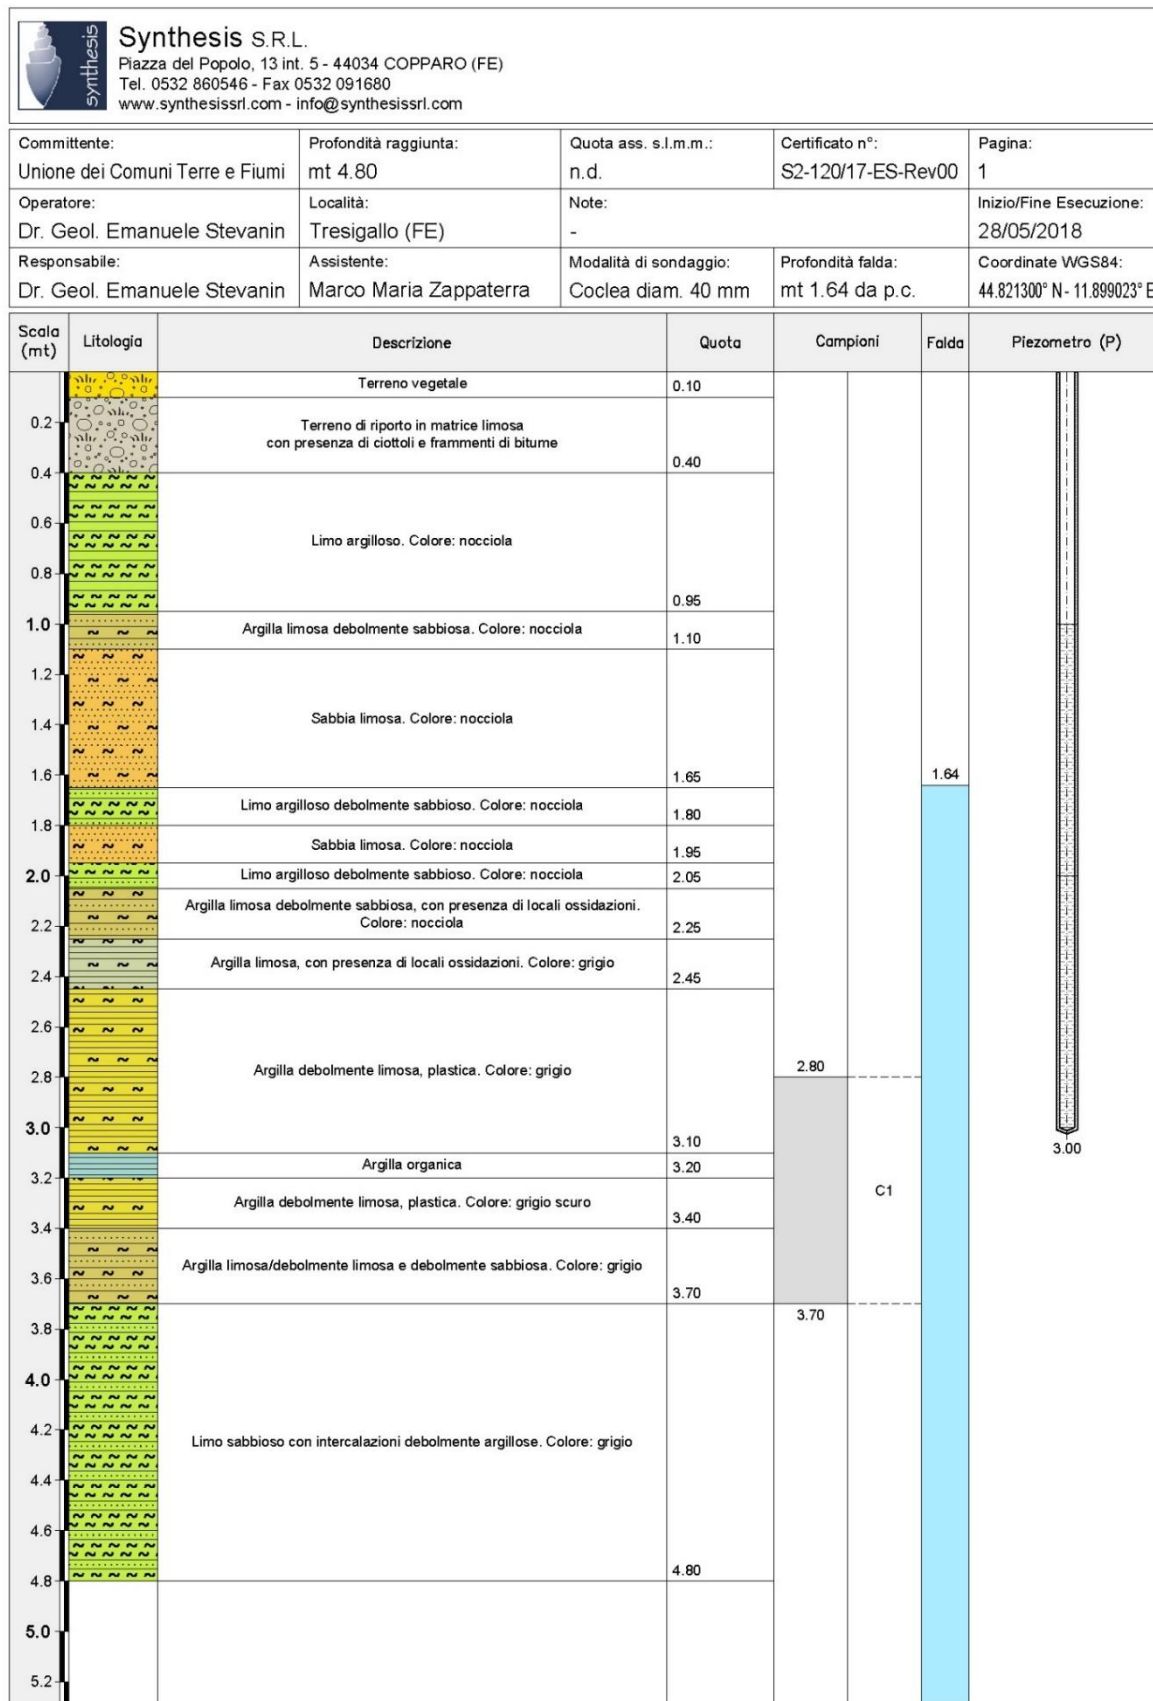 synthesis
Synthesis S.R.L.
Piazza del Popolo, 13 int. 5 - 44034 COPPARO (FE)
Tel. 0532 860546 - Fax 0532 091680
www.synthesissrl.com - info@synthesissrl.com
Committente:
Unione dei Comuni Terre e Fiumi
Profondità raggiunta:
mt 4.80
Quota ass. s.l.m.m.:
n.d.
Certificato n°:
S2-120/17-ES-Rev00
Pagina:
1
Operatore:
Dr. Geol. Emanuele Stevanin
Località:
Tresigallo (FE)
Note:
-
Inizio/Fine Esecuzione:
28/05/2018
Responsabile:
Dr. Geol. Emanuele Stevanin
Assistente:
Marco Maria Zappaterra
Modalità di sondaggio:
Coclea diam. 40 mm
Profondità falda:
mt 1.64 da p.c.
Coordinate WGS84:
44.821300° N - 11.899023° E
Scala
(mt)
Litologia
Descrizione
Quota
Campioni
Falda
Piezometro (P)
Terreno vegetale
0.10
0.2
Terreno di riporto in matrice limosa
con presenza di ciottoli e frammenti di bitume
0.40
0.4
0.6
Limo argilloso. Colore: nocciola
0.8
0.95
1.0
Argilla limosa debolmente sabbiosa. Colore: nocciola
1.10
1.2
Sabbia limosa. Colore: nocciola
1.4
1.6
1.65
1.64
Limo argilloso debolmente sabbioso. Colore: nocciola
1.80
1.8
Sabbia limosa. Colore: nocciola
1.95
2.0
Limo argilloso debolmente sabbioso. Colore: nocciola
2.05
Argilla limosa debolmente sabbiosa, con presenza di locali ossidazioni.
Colore: nocciola
2.25
2.2
Argilla limosa, con presenza di locali ossidazioni. Colore: grigio
2.45
2.4
2.6
Argilla debolmente limosa, plastica. Colore: grigio
2.80
2.8
3.0
3.10
3.00
Argilla organica
3.20
3.2
C1
Argilla debolmente limosa, plastica. Colore: grigio scuro
3.40
3.4
Argilla limosa/debolmente limosa e debolmente sabbiosa. Colore: grigio
3.6
3.70
3.70
3.8
4.0
4.2
Limo sabbioso con intercalazioni debolmente argillose. Colore: grigio
4.4
4.6
4.80
4.8
5.0
5.2